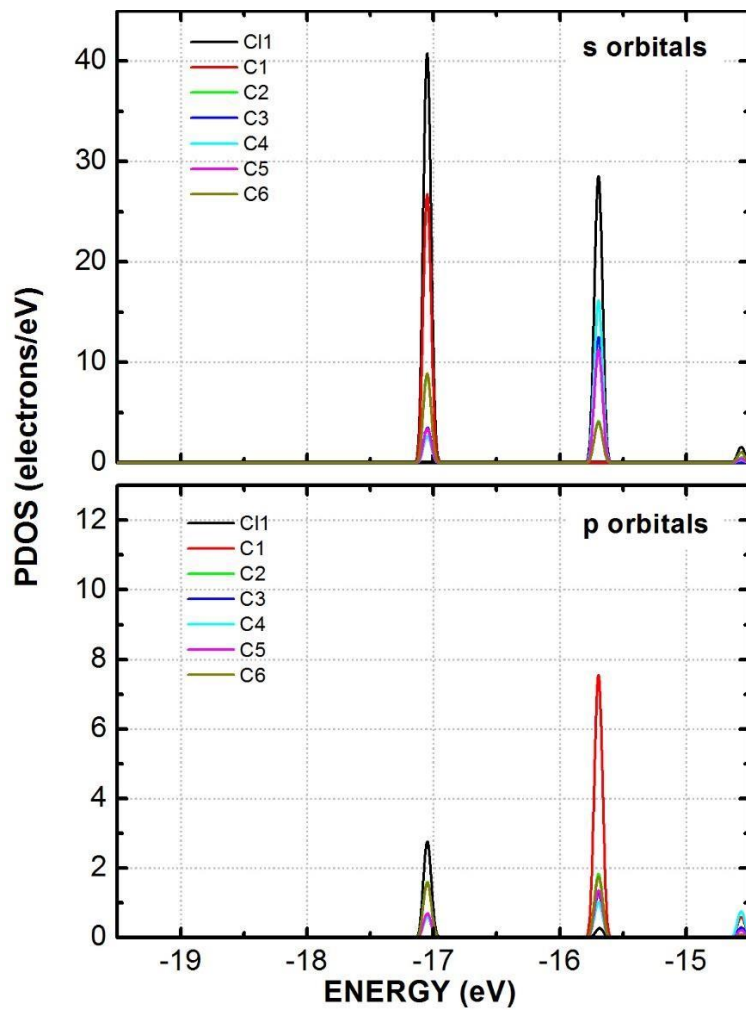 PDOS (electrons/eV)
s orbitals
Cl1
C1
C2
C3
C4
C5
C6
40
30
20
10
0
p orbitals
Cl1
C1
C2
C3
C4
C5
C6
12
10
8
6
4
2
0
-19 -18 -17 -16 -15
ENERGY (eV)